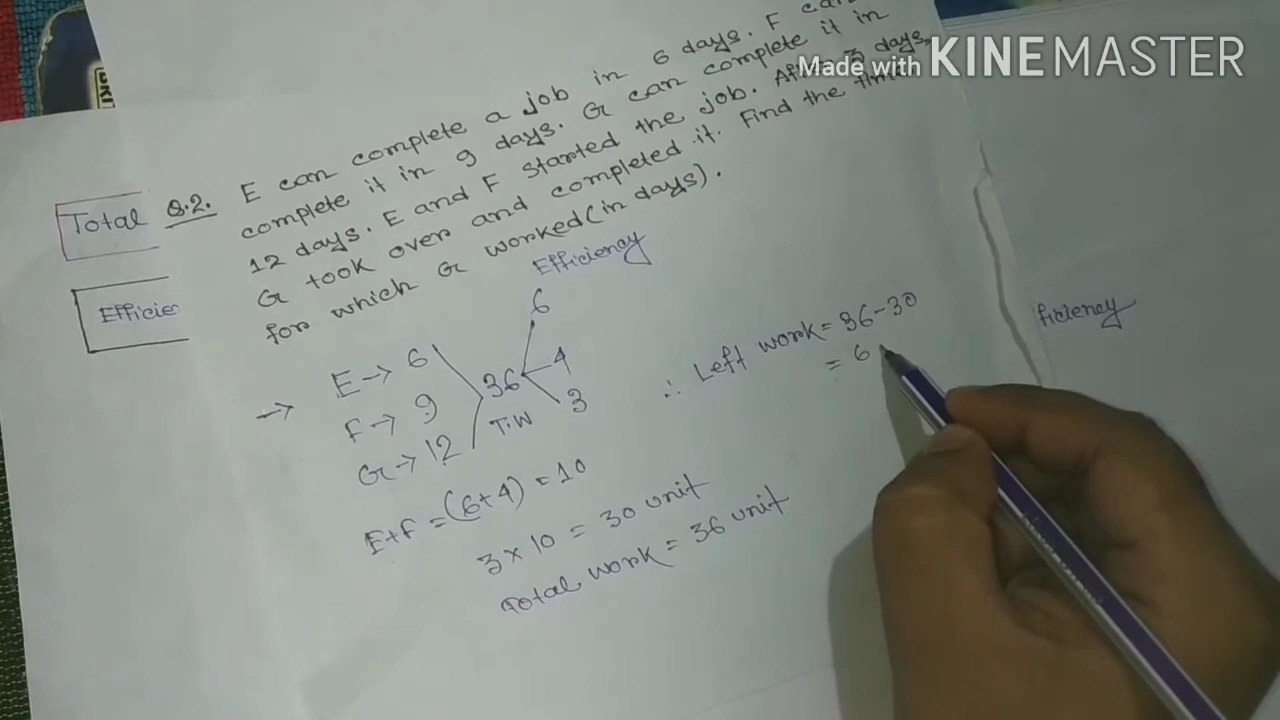 Made with KINEMASTER
Total
Efficie
Q.2. E can complete a job in 6 days. F can
complete it in 9 days. G can complete it in
12 days. E and F started the job. After 3 days,
G took over and completed it. Find the time
for which G worked (in days).
Efficiency
E → 6
F → 9
G → 12
36
T.W
6
4
3
E+F = (6+4) = 10
3 × 10 = 30 unit
Total work = 36 unit
∴ Left work = 36-30
= 6
ficiency